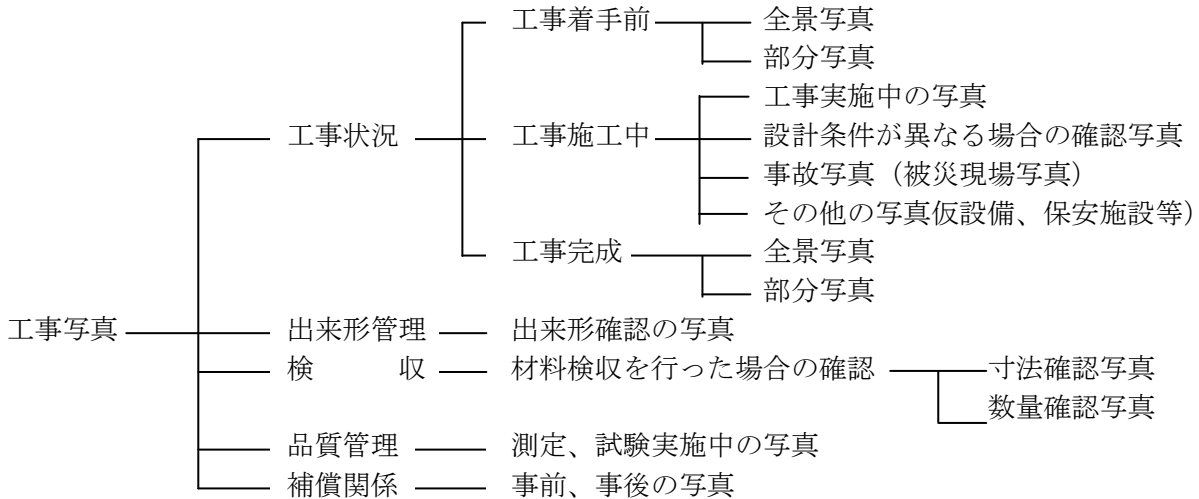 工事着手前 全景写真
部分写真
工事実施中の写真
工事状況 工事施工中 設計条件が異なる場合の確認写真
事故写真（被災現場写真）
その他の写真仮設備、保安施設等）
工事完成 全景写真
部分写真
工事写真 出来形管理 出来形確認の写真
検　　収 材料検収を行った場合の確認 寸法確認写真
数量確認写真
品質管理 測定、試験実施中の写真
補償関係 事前、事後の写真